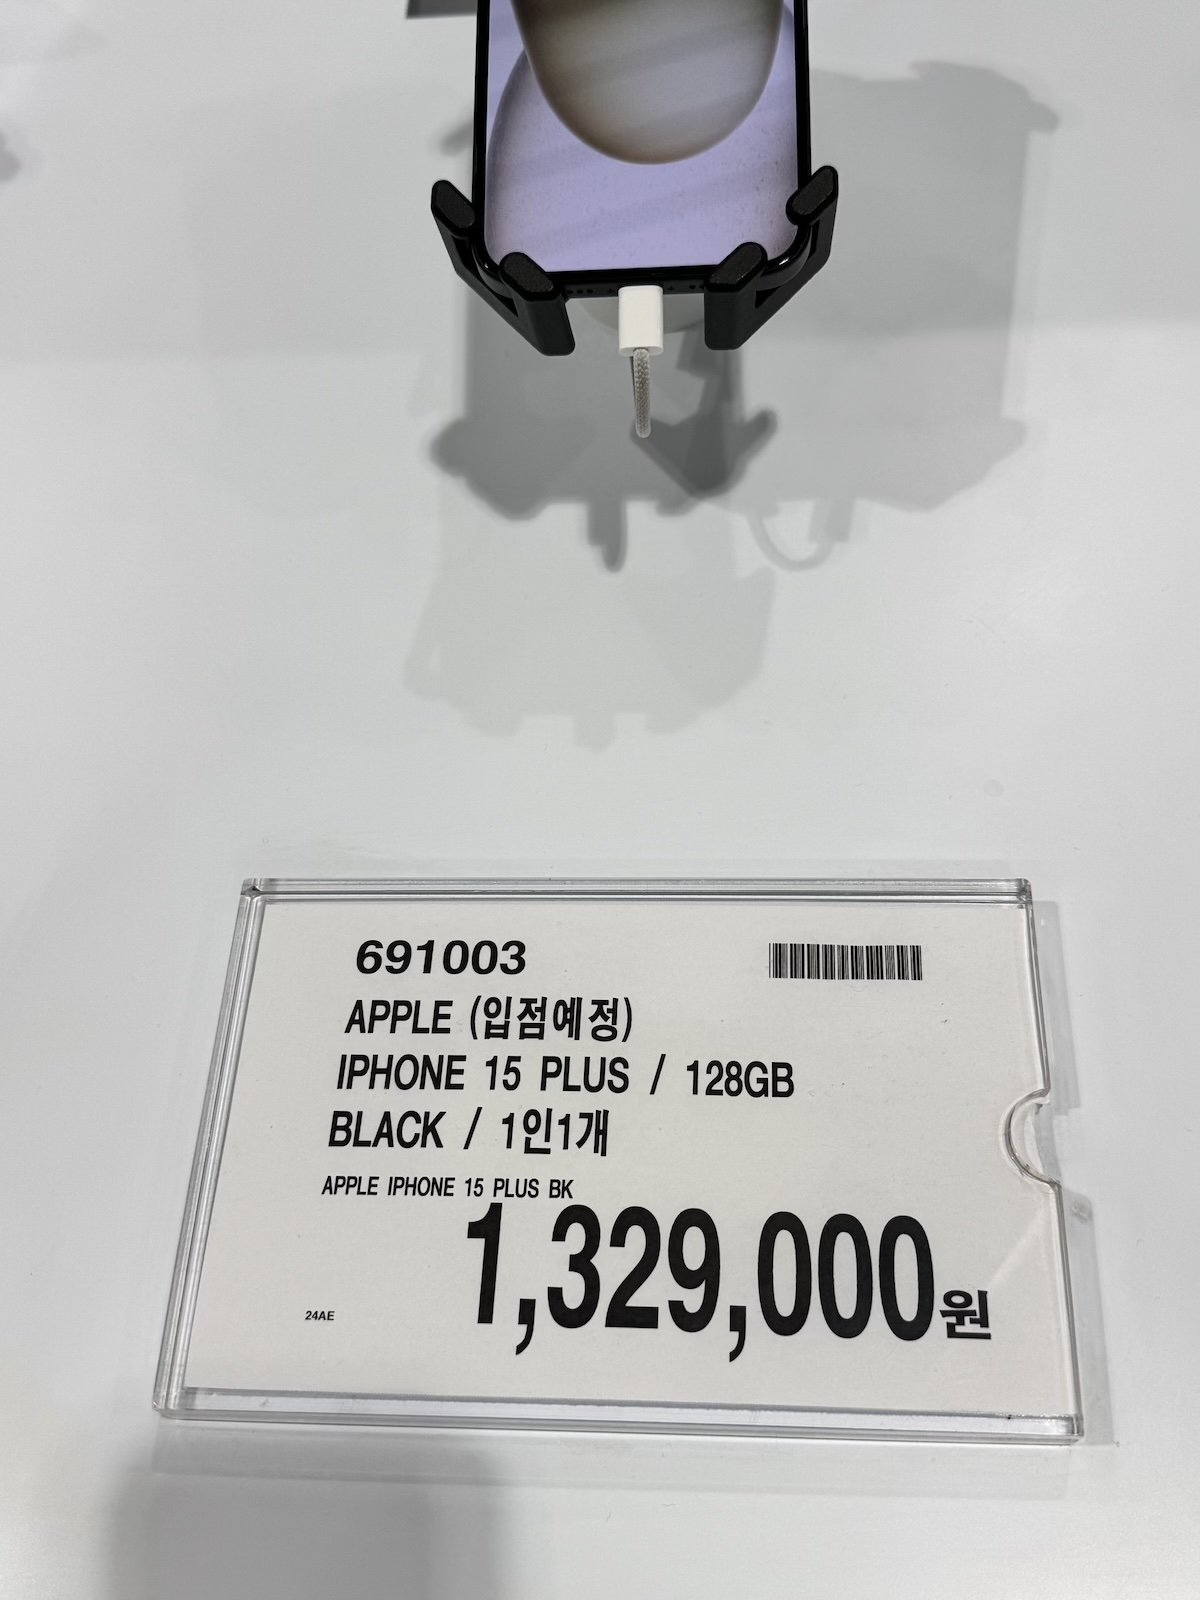 691003
APPLE (입점예정)
IPHONE 15 PLUS / 128GB
BLACK / 1인1개
APPLE IPHONE 15 PLUS BK
1,329,000원
24AE